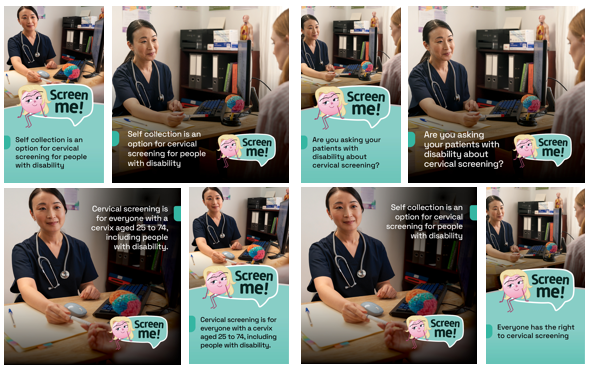 Screen
me!
Self collection is an
option for cervical
screening for people
with disability
Self collection is an
option for cervical
screening for people
with disability
Screen
me!
Screen
me!
Are you asking your
patients with
disability about
cervical screening?
Are you asking
your patients with
disability about
cervical screening?
Screen
me!
Cervical screening is
for everyone with a
cervix aged 25 to 74,
including people
with disability.
Screen
me!
Screen
me!
Cervical screening is for
everyone with a cervix
aged 25 to 74, including
people with disability.
Self collection is an
option for cervical
screening for people
with disability
Screen
me!
Screen
me!
Everyone has the right
to cervical screening